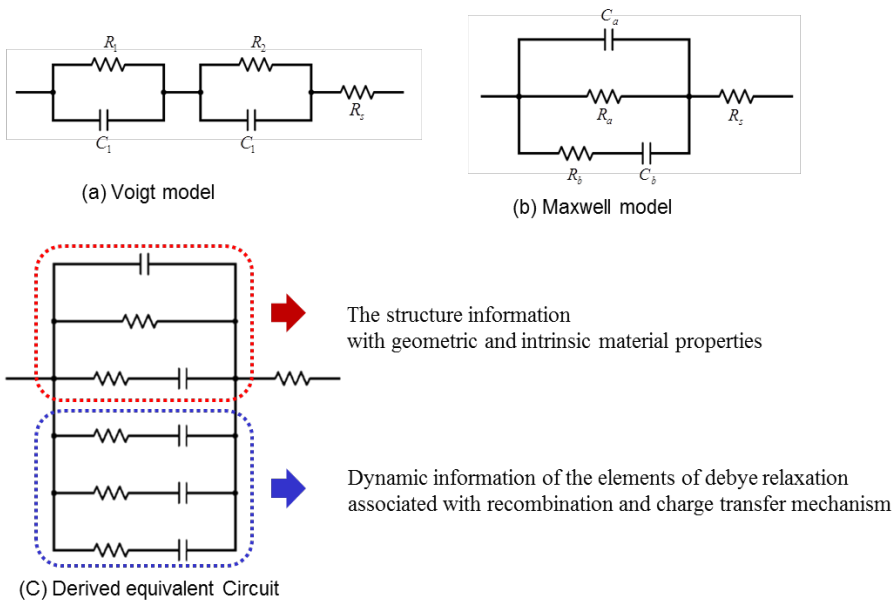 R₁
R₂
Rₛ
C₁
C₁
(a) Voigt model
Cₐ
Rₐ
Rₛ
R_b
C_b
(b) Maxwell model
The structure information
with geometric and intrinsic material properties
Dynamic information of the elements of debye relaxation
associated with recombination and charge transfer mechanism
(C) Derived equivalent Circuit